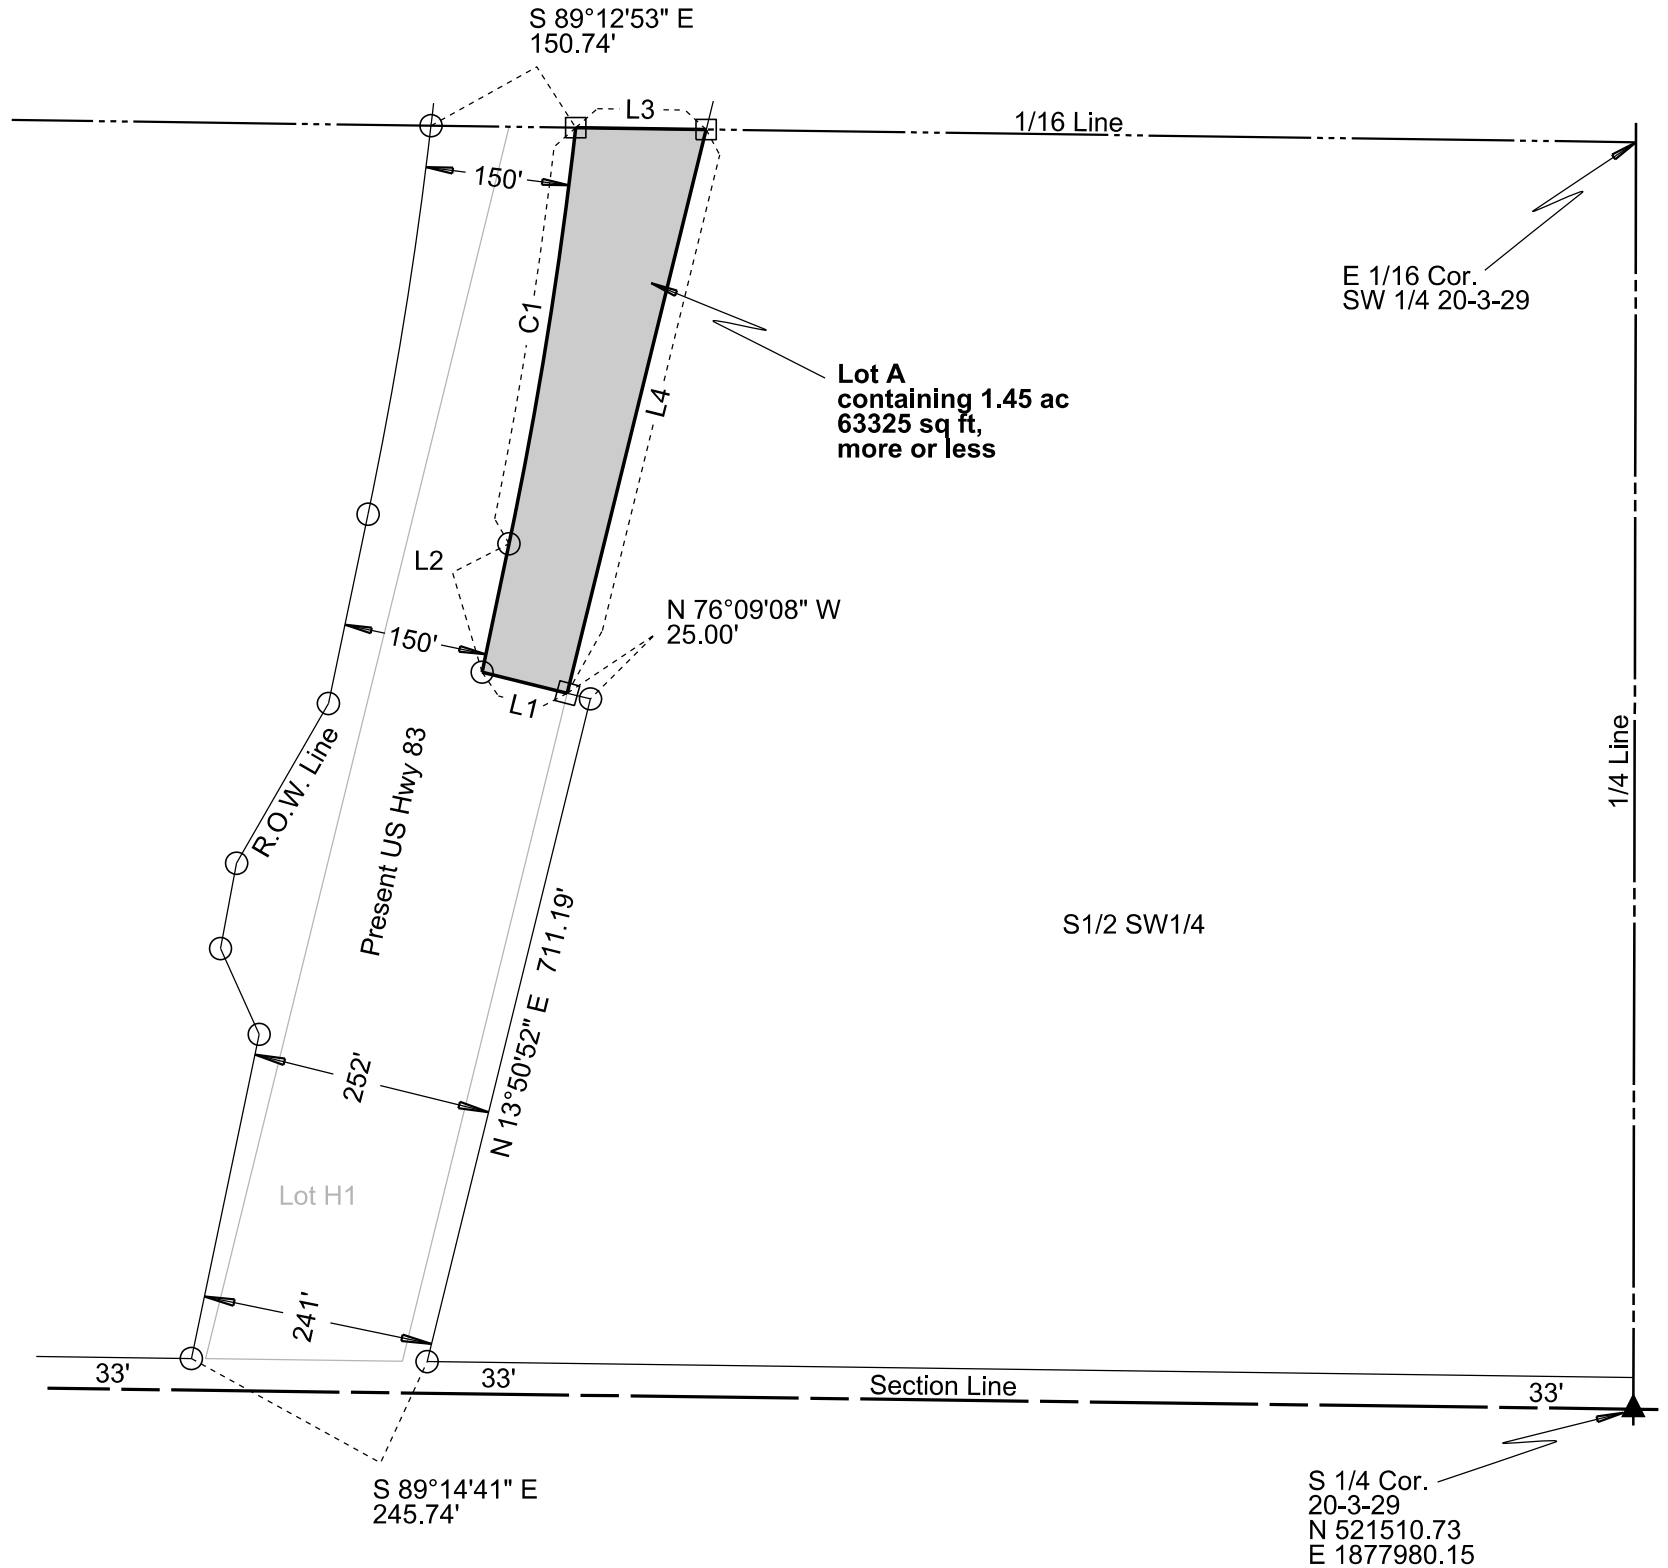 S 89°12'53" E
150.74'
L3
1/16 Line
150'
E 1/16 Cor.
SW 1/4 20-3-29
C1
Lot A
containing 1.45 ac
63325 sq ft,
more or less
L4
L2
N 76°09'08" W
25.00'
150'
L1
R.O.W. Line
Present US Hwy 83
1/4 Line
N 13°50'52" E 711.19'
S1/2 SW1/4
252'
Lot H1
241'
33'
33'
Section Line
33'
S 89°14'41" E
245.74'
S 1/4 Cor.
20-3-29
N 521510.73
E 1877980.15